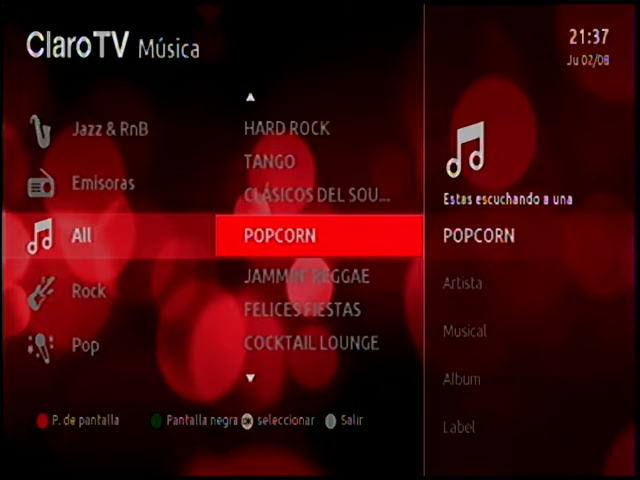 ClaroTV Música
21:37
Ju 02/08
Jazz & RnB
Emisoras
All
Rock
Pop
HARD ROCK
TANGO
CLÁSICOS DEL SOU...
POPCORN
JAMMIN' REGGAE
FELICES FIESTAS
COCKTAIL LOUNGE
Estas escuchando a una
POPCORN
Artista
Musical
Album
Label
P. de pantalla
Pantalla negra
OK seleccionar
Salir